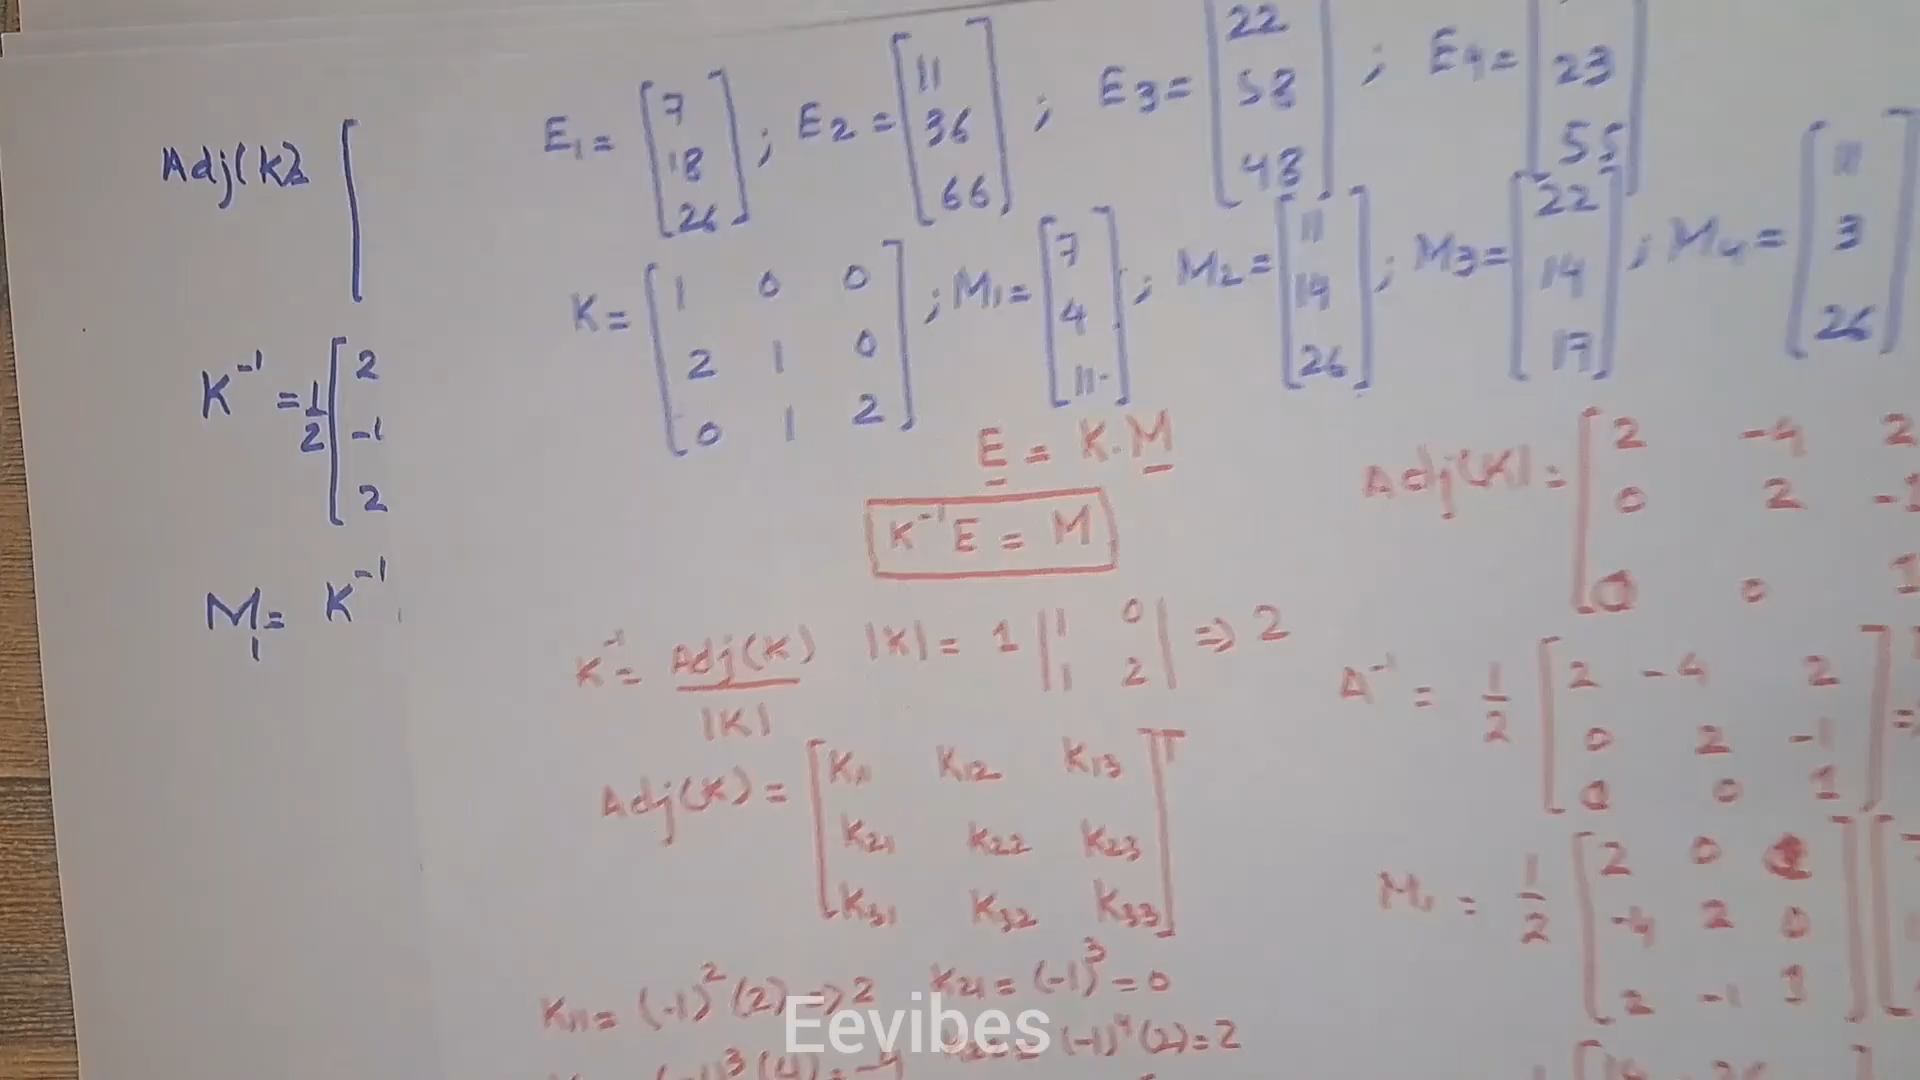 E₁ = [7 18 26] ; E2 = [11 36 66] ; E3 = [22 58 48] ; E4 = [23 55]
K = [1 0 0
2 1 0
0 1 2] ; M₁ = [7 4 11] ; M2 = [11 14 26] ; M3 = [22 14 17] ; M4 = [11 3 26]
E = K.M
K⁻¹E = M
K⁻¹ = Adj(K) / |K| |K| = 1 |1 0 1 2| => 2
Adj(K) = [K11 K12 K13
K21 K22 K23
K31 K32 K33]ᵀ
K11 = (-1)²(2) => 2 K21 = (-1)³ = 0
(-1)³(4) = -4 (-1)⁴(2) = 2
Adj(K) [
K⁻¹ = 1/2 [2
-1
2
M₁ = K⁻¹
Adj(K) = [2 -4 2
0 2 -1
0 0 1
A⁻¹ = 1/2 [2 -4 2
0 2 -1
0 0 1] =
M₁ = 1/2 [2 0
-4 2 0
2 -1 1] [
Eevibes